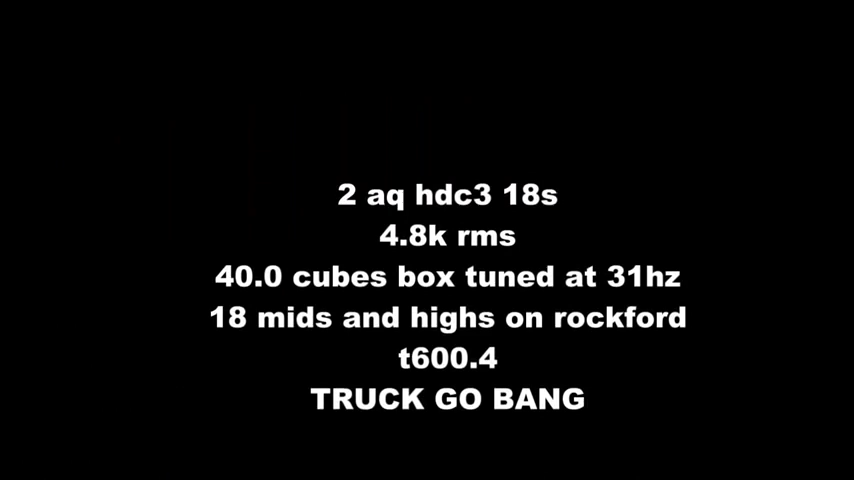 2 aq hdc3 18s
4.8k rms
40.0 cubes box tuned at 31hz
18 mids and highs on rockford
t600.4
TRUCK GO BANG